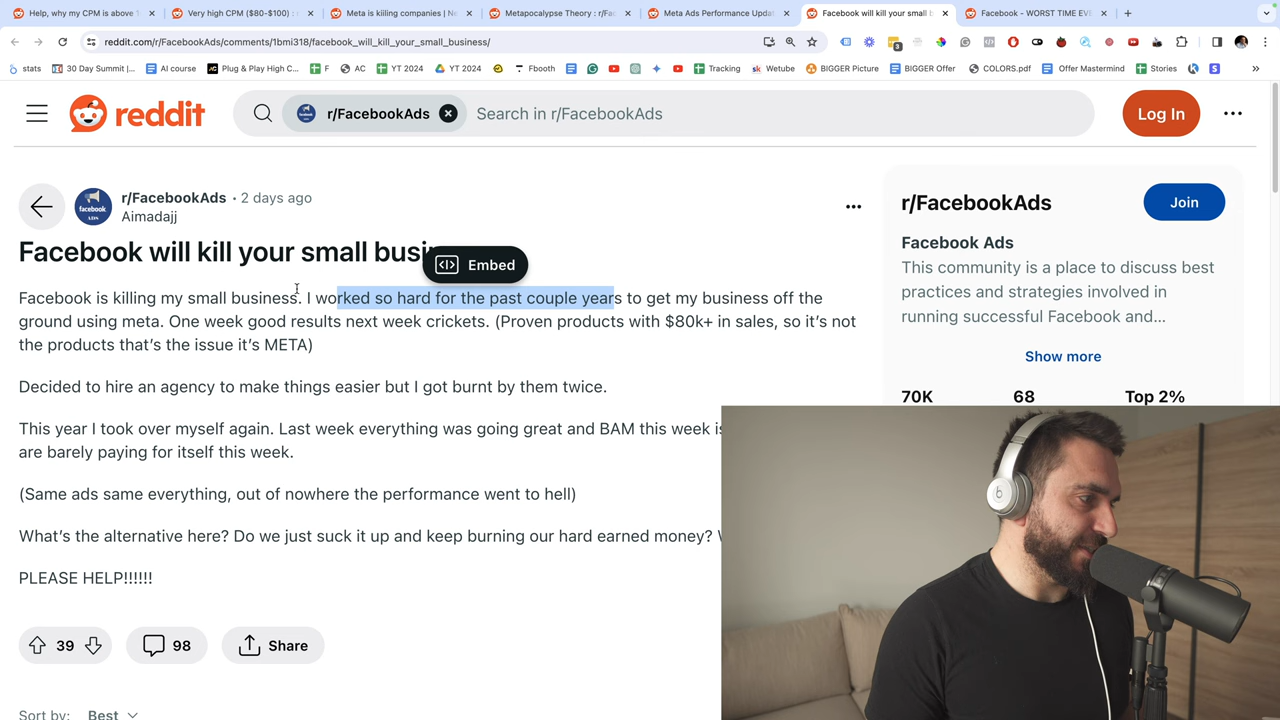 Help, why my CPM is above 1
Very high CPM ($80-$100) : r
Meta is killing companies | Ne
Metapocalypse Theory : r/Fac
Meta Ads Performance Updat
Facebook will kill your small b
Facebook - WORST TIME EVE
reddit.com/r/FacebookAds/comments/1bmi318/facebook_will_kill_your_small_business/
stats
30 Day Summit |...
AI course
Plug & Play High C...
F
AC
YT 2024
YT 2024
Fbooth
Tracking
Wetube
BIGGER Picture
BIGGER Offer
COLORS.pdf
Offer Mastermind
Stories
reddit
r/FacebookAds
Search in r/FacebookAds
Log In
r/FacebookAds • 2 days ago
Aimadajj
Facebook will kill your small busin
Embed
Facebook is killing my small business. I worked so hard for the past couple years to get my business off the
ground using meta. One week good results next week crickets. (Proven products with $80k+ in sales, so it's not
the products that's the issue it's META)
Decided to hire an agency to make things easier but I got burnt by them twice.
This year I took over myself again. Last week everything was going great and BAM this week is
are barely paying for itself this week.
(Same ads same everything, out of nowhere the performance went to hell)
What's the alternative here? Do we just suck it up and keep burning our hard earned money? W
PLEASE HELP!!!!!!
39
98
Share
Sort by: Best
r/FacebookAds
Join
Facebook Ads
This community is a place to discuss best
practices and strategies involved in
running successful Facebook and...
Show more
70K
68
Top 2%